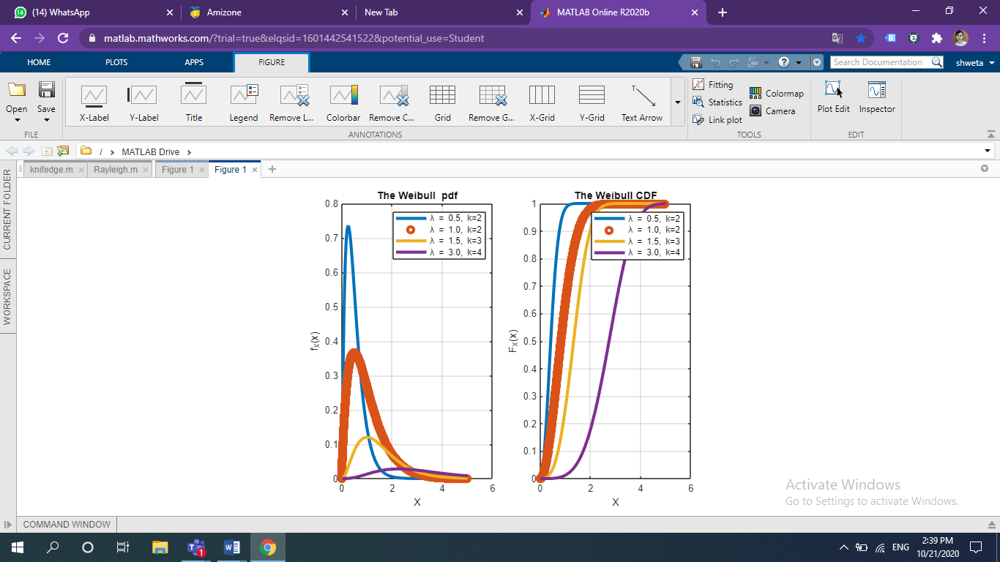 (14) WhatsApp
Amizone
New Tab
MATLAB Online R2020b
matlab.mathworks.com/?trial=true&elqsid=1601442541522&potential_use=Student
HOME PLOTS APPS FIGURE
Search Documentation
shweta
Open
Save
X-Label
Y-Label
Title
Legend
Remove L...
Colorbar
Remove C...
Grid
Remove G...
X-Grid
Y-Grid
Text Arrow
Fitting
Statistics
Link plot
Colormap
Camera
Plot Edit
Inspector
FILE
ANNOTATIONS
TOOLS
EDIT
/ MATLAB Drive
knifedge.m
Rayleigh.m
Figure 1
Figure 1
CURRENT FOLDER
WORKSPACE
The Weibull pdf
0.8
0.7
0.6
0.5
0.4
0.3
0.2
0.1
0
fX(x)
λ = 0.5, k=2
λ = 1.0, k=2
λ = 1.5, k=3
λ = 3.0, k=4
0 2 4 6
X
The Weibull CDF
1
0.9
0.8
0.7
0.6
0.5
0.4
0.3
0.2
0.1
0
FX(x)
λ = 0.5, k=2
λ = 1.0, k=2
λ = 1.5, k=3
λ = 3.0, k=4
0 2 4 6
X
Activate Windows
Go to Settings to activate Windows.
COMMAND WINDOW
1
ENG
2:39 PM
10/21/2020